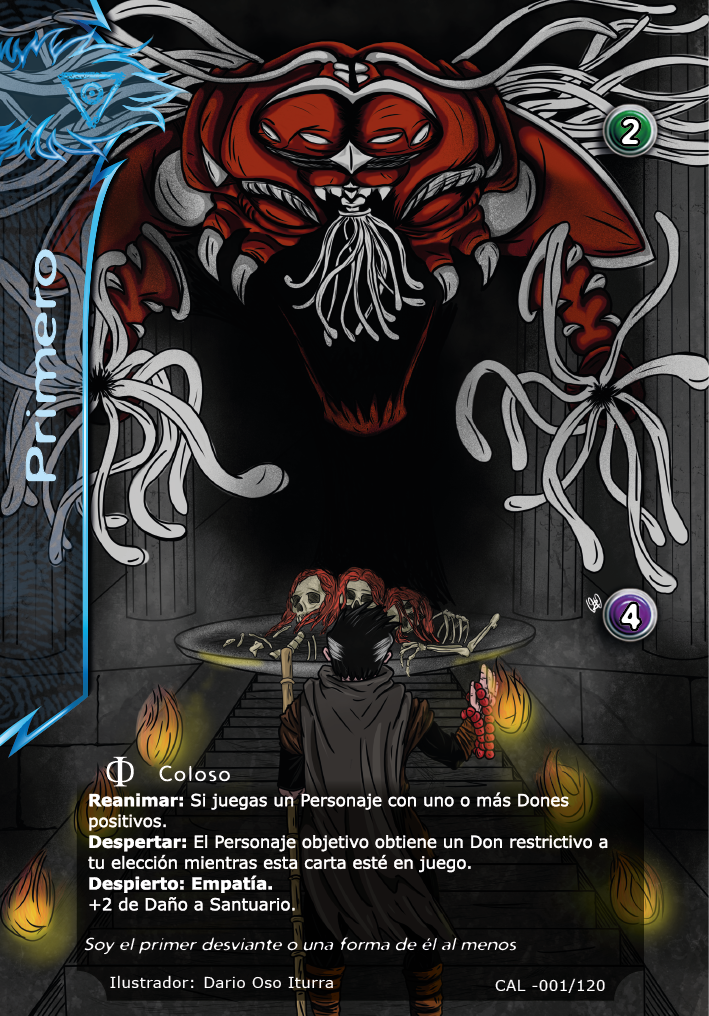 2
Primero
4
Φ Coloso
Reanimar: Si juegas un Personaje con uno o más Dones
positivos.
Despertar: El Personaje objetivo obtiene un Don restrictivo a
tu elección mientras esta carta esté en juego.
Despierto: Empatía.
+2 de Daño a Santuario.
Soy el primer desviante o una forma de él al menos
Ilustrador: Dario Oso Iturra
CAL -001/120